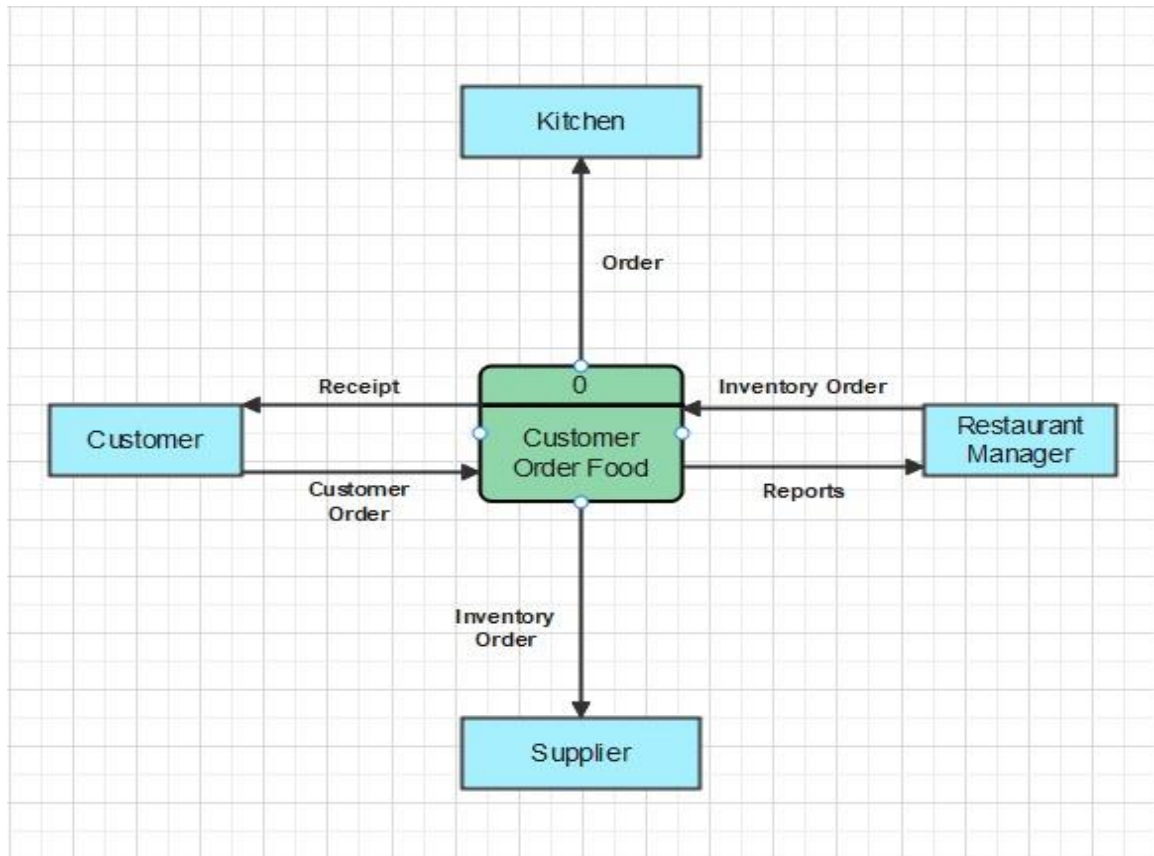 Kitchen
Order
0
Receipt
Inventory Order
Customer
Customer
Order Food
Restaurant
Manager
Customer
Order
Reports
Inventory
Order
Supplier